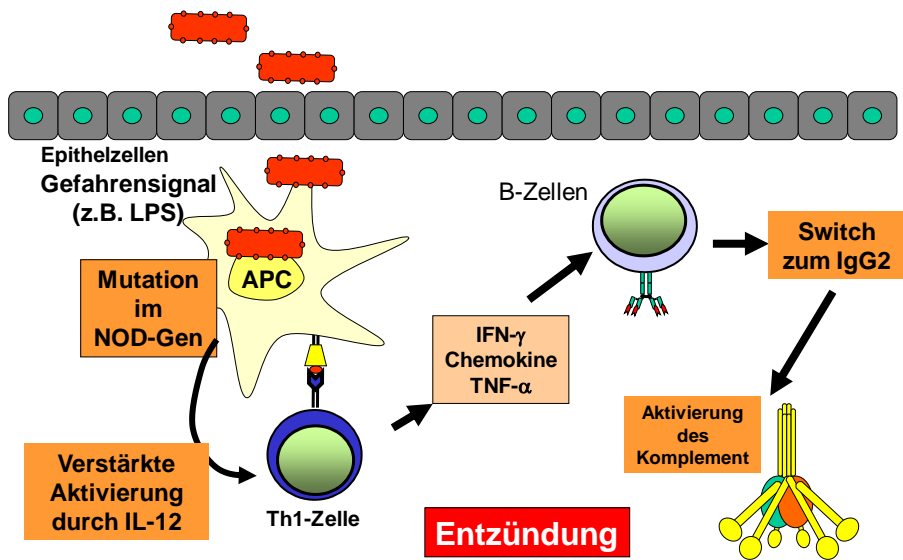 Epithelzellen
Gefahrensignal
(z.B. LPS)
APC
Mutation
im
NOD-Gen
Verstärkte
Aktivierung
durch IL-12
Th1-Zelle
IFN-γ
Chemokine
TNF-α
B-Zellen
Switch
zum IgG2
Aktivierung
des
Komplement
Entzündung